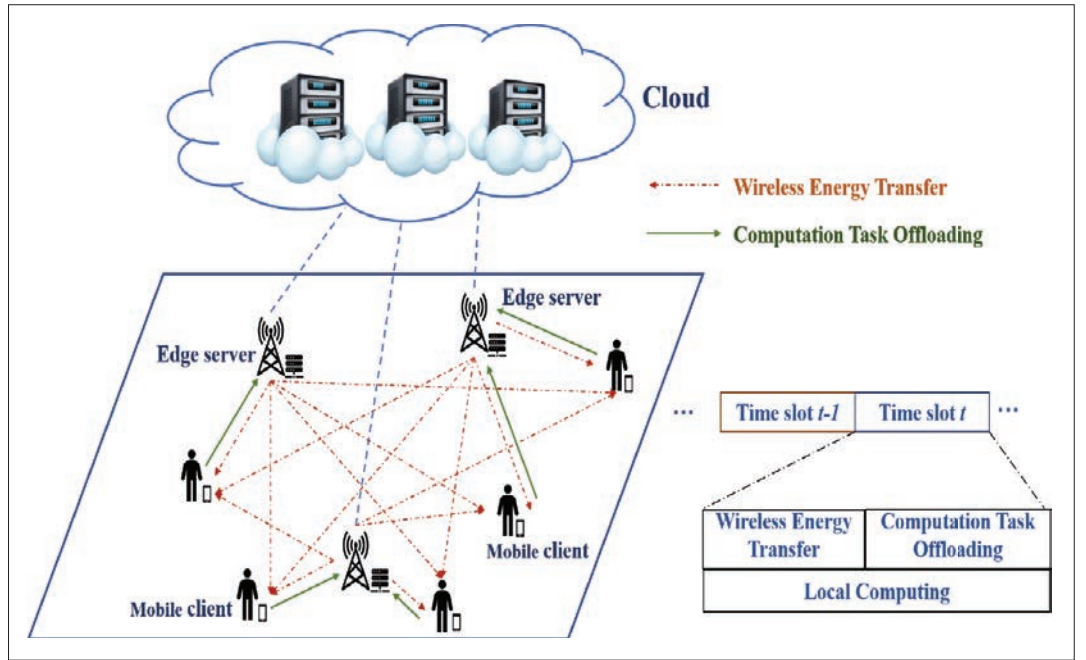 Cloud
Wireless Energy Transfer
Computation Task Offloading
Edge server
Edge server
... Time slot t-1 Time slot t ...
Mobile client
Wireless Energy
Transfer
Computation Task
Offloading
Mobile client
Local Computing